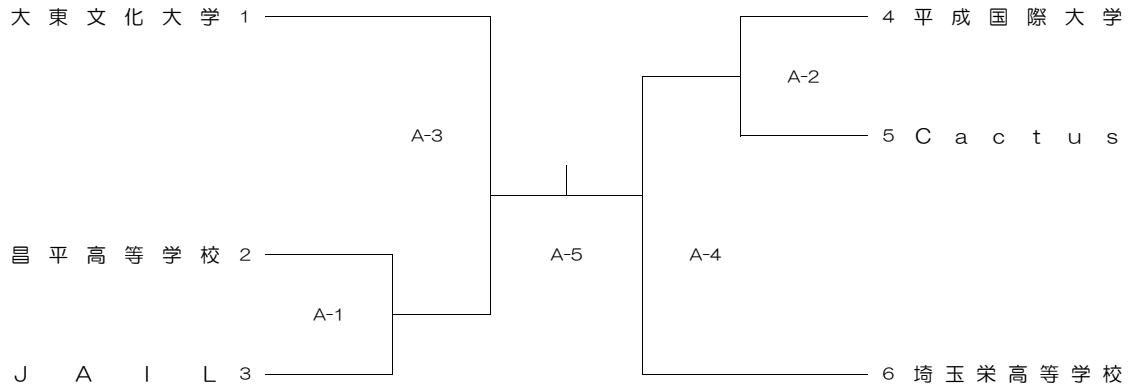 大東文化大学 1
4 平成国際大学
A-2
A-3
5 Cactus
昌平高等学校 2
A-5
A-4
A-1
JAIL 3
6 埼玉栄高等学校